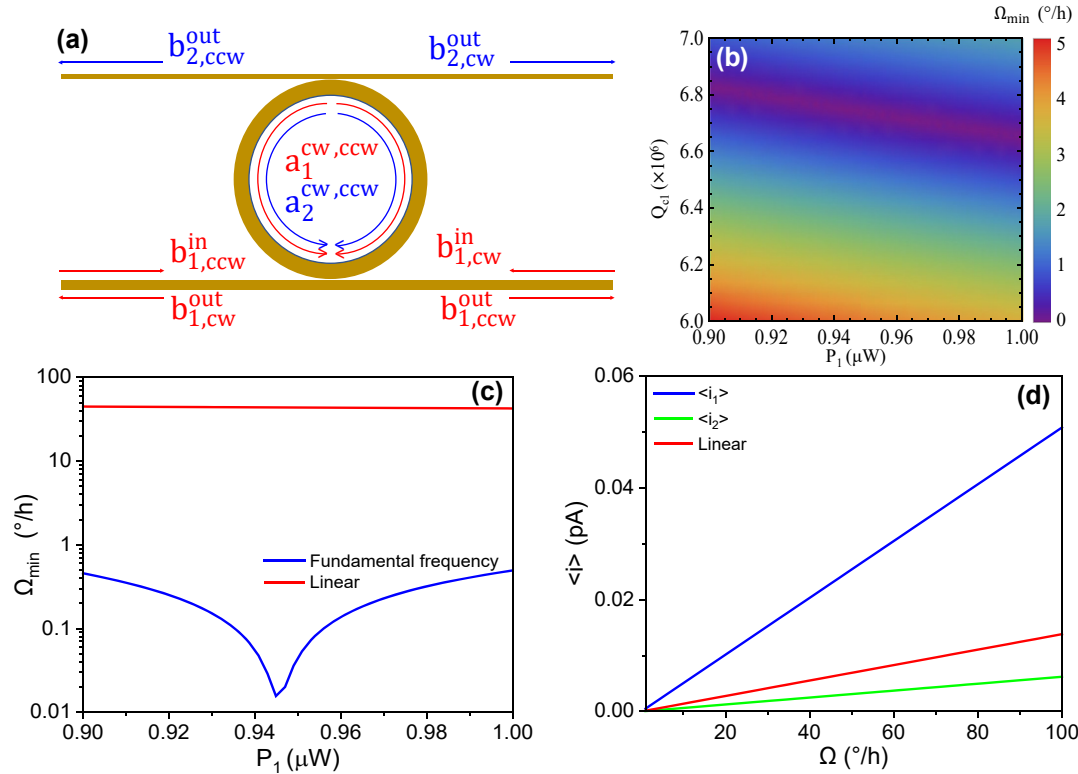 (a)
b₂,ccw^out
b₂,cw^out
a₁^cw,ccw
a₂^cw,ccw
b₁,ccw^in
b₁,cw^in
b₁,cw^out
b₁,ccw^out
Ω_min (°/h)
(b)
7.0
6.8
6.6
6.4
6.2
6.0
Q_c1 (×10⁶)
0.90
0.92
0.94
0.96
0.98
1.00
P₁ (μW)
5
4
3
2
1
0
(c)
100
10
1
0.1
0.01
Ω_min (°/h)
Fundamental frequency
Linear
0.90
0.92
0.94
0.96
0.98
1.00
P₁ (μW)
(d)
<i₁>
<i₂>
Linear
0.06
0.04
0.02
0.00
<i> (pA)
20
40
60
80
100
Ω (°/h)